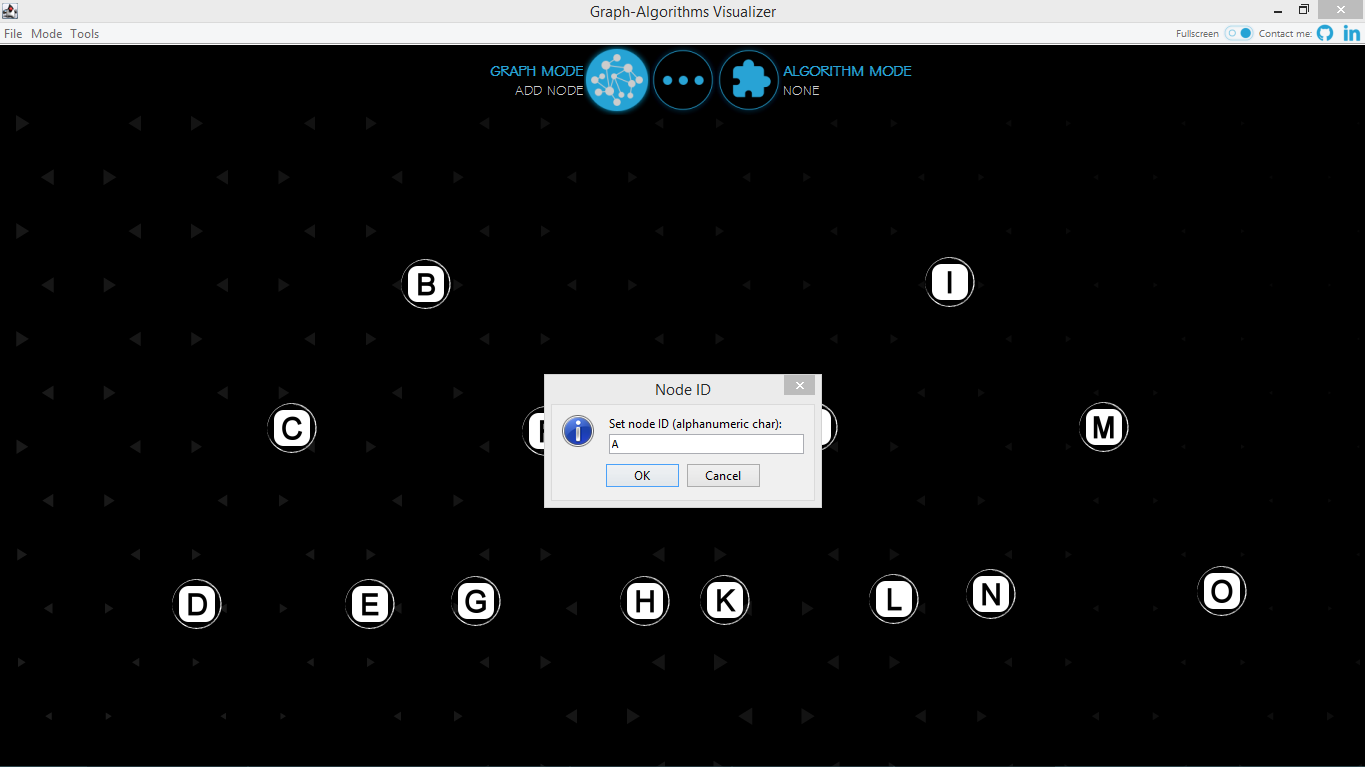 Graph-Algorithms Visualizer
File Mode Tools
Fullscreen Contact me: in
GRAPH MODE
ADD NODE
ALGORITHM MODE
NONE
B I
Node ID
C M
Set node ID (alphanumeric char):
A
OK Cancel
D E G H K L N O